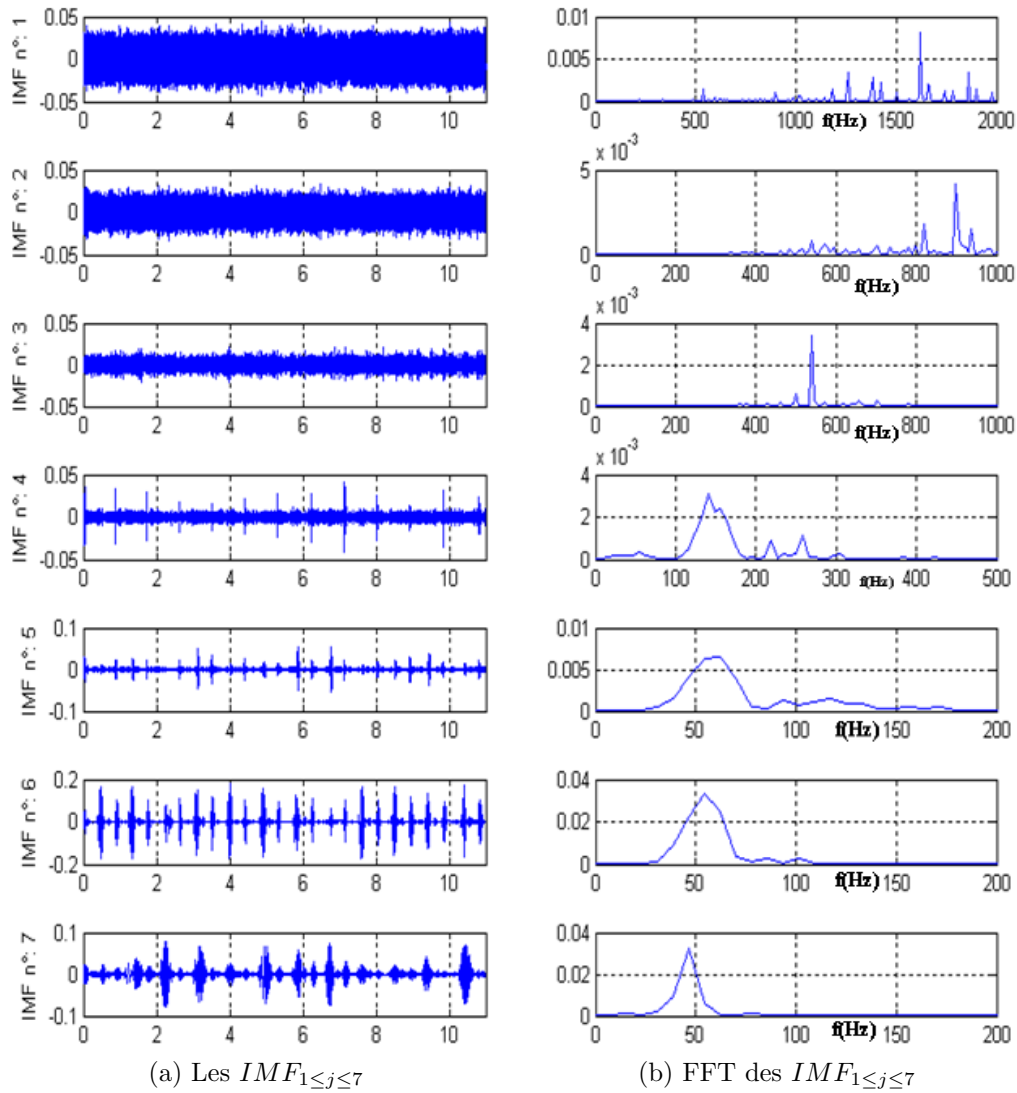 IMF n°: 1
0.05
0
-0.05
0 2 4 6 8 10
0.01
0.005
0
0 500 1000 f(Hz) 1500 2000
IMF n°: 2
0.05
0
-0.05
0 2 4 6 8 10
x 10⁻³
5
0
0 200 400 600 800 1000
f(Hz)
IMF n°: 3
0.05
0
-0.05
0 2 4 6 8 10
x 10⁻³
4
2
0
0 200 400 600 800 1000
f(Hz)
IMF n°: 4
0.05
0
-0.05
0 2 4 6 8 10
x 10⁻³
4
2
0
0 100 200 300 400 500
f(Hz)
IMF n°: 5
0.1
0
-0.1
0 2 4 6 8 10
0.01
0.005
0
0 50 100 f(Hz) 150 200
IMF n°: 6
0.2
0
-0.2
0 2 4 6 8 10
0.04
0.02
0
0 50 100 f(Hz) 150 200
IMF n°: 7
0.1
0
-0.1
0 2 4 6 8 10
0.04
0.02
0
0 50 100 f(Hz) 150 200
(a) Les IMF₁≤j≤7
(b) FFT des IMF₁≤j≤7